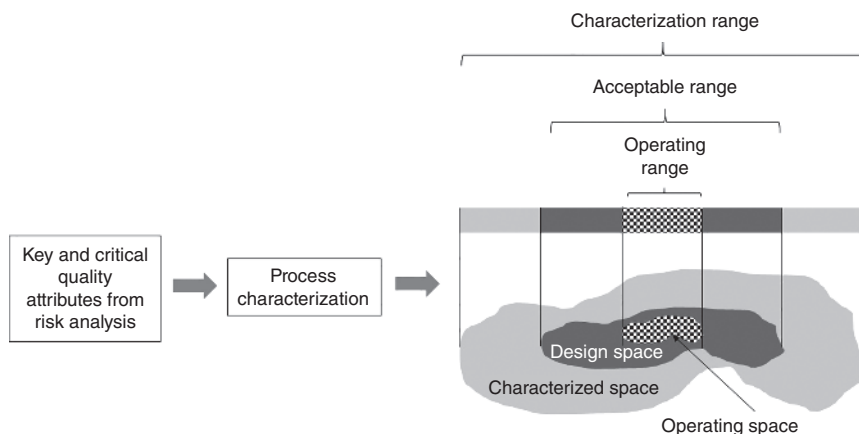 Characterization range
Acceptable range
Operating
range
Key and critical
quality
attributes from
risk analysis
Process
characterization
Design space
Characterized space
Operating space